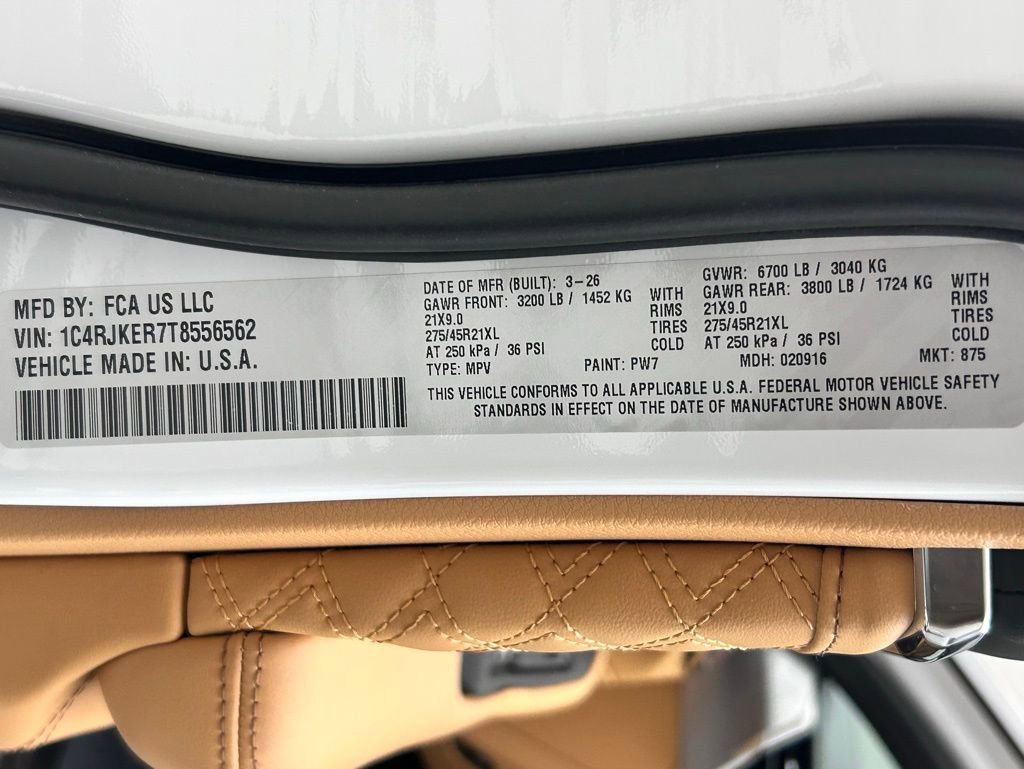 MFD BY: FCA US LLC
VIN: 1C4RJKER7T8556562
VEHICLE MADE IN: U.S.A.
DATE OF MFR (BUILT): 3-26
GAWR FRONT: 3200 LB / 1452 KG WITH
21X9.0 RIMS
275/45R21XL TIRES
AT 250 kPa / 36 PSI COLD
TYPE: MPV PAINT: PW7
GVWR: 6700 LB / 3040 KG
GAWR REAR: 3800 LB / 1724 KG WITH
21X9.0 RIMS
275/45R21XL TIRES
AT 250 kPa / 36 PSI COLD
MDH: 020916 MKT: 875
THIS VEHICLE CONFORMS TO ALL APPLICABLE U.S.A. FEDERAL MOTOR VEHICLE SAFETY
STANDARDS IN EFFECT ON THE DATE OF MANUFACTURE SHOWN ABOVE.